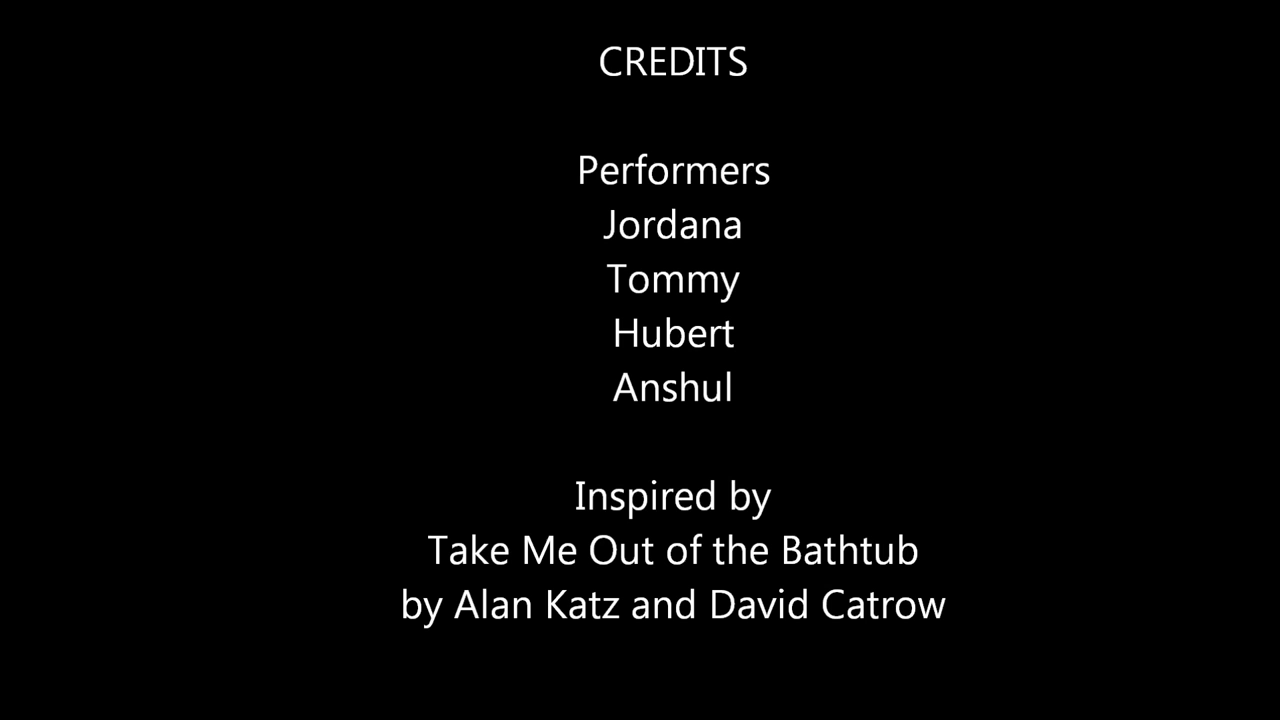 CREDITS
Performers
Jordana
Tommy
Hubert
Anshul
Inspired by
Take Me Out of the Bathtub
by Alan Katz and David Catrow